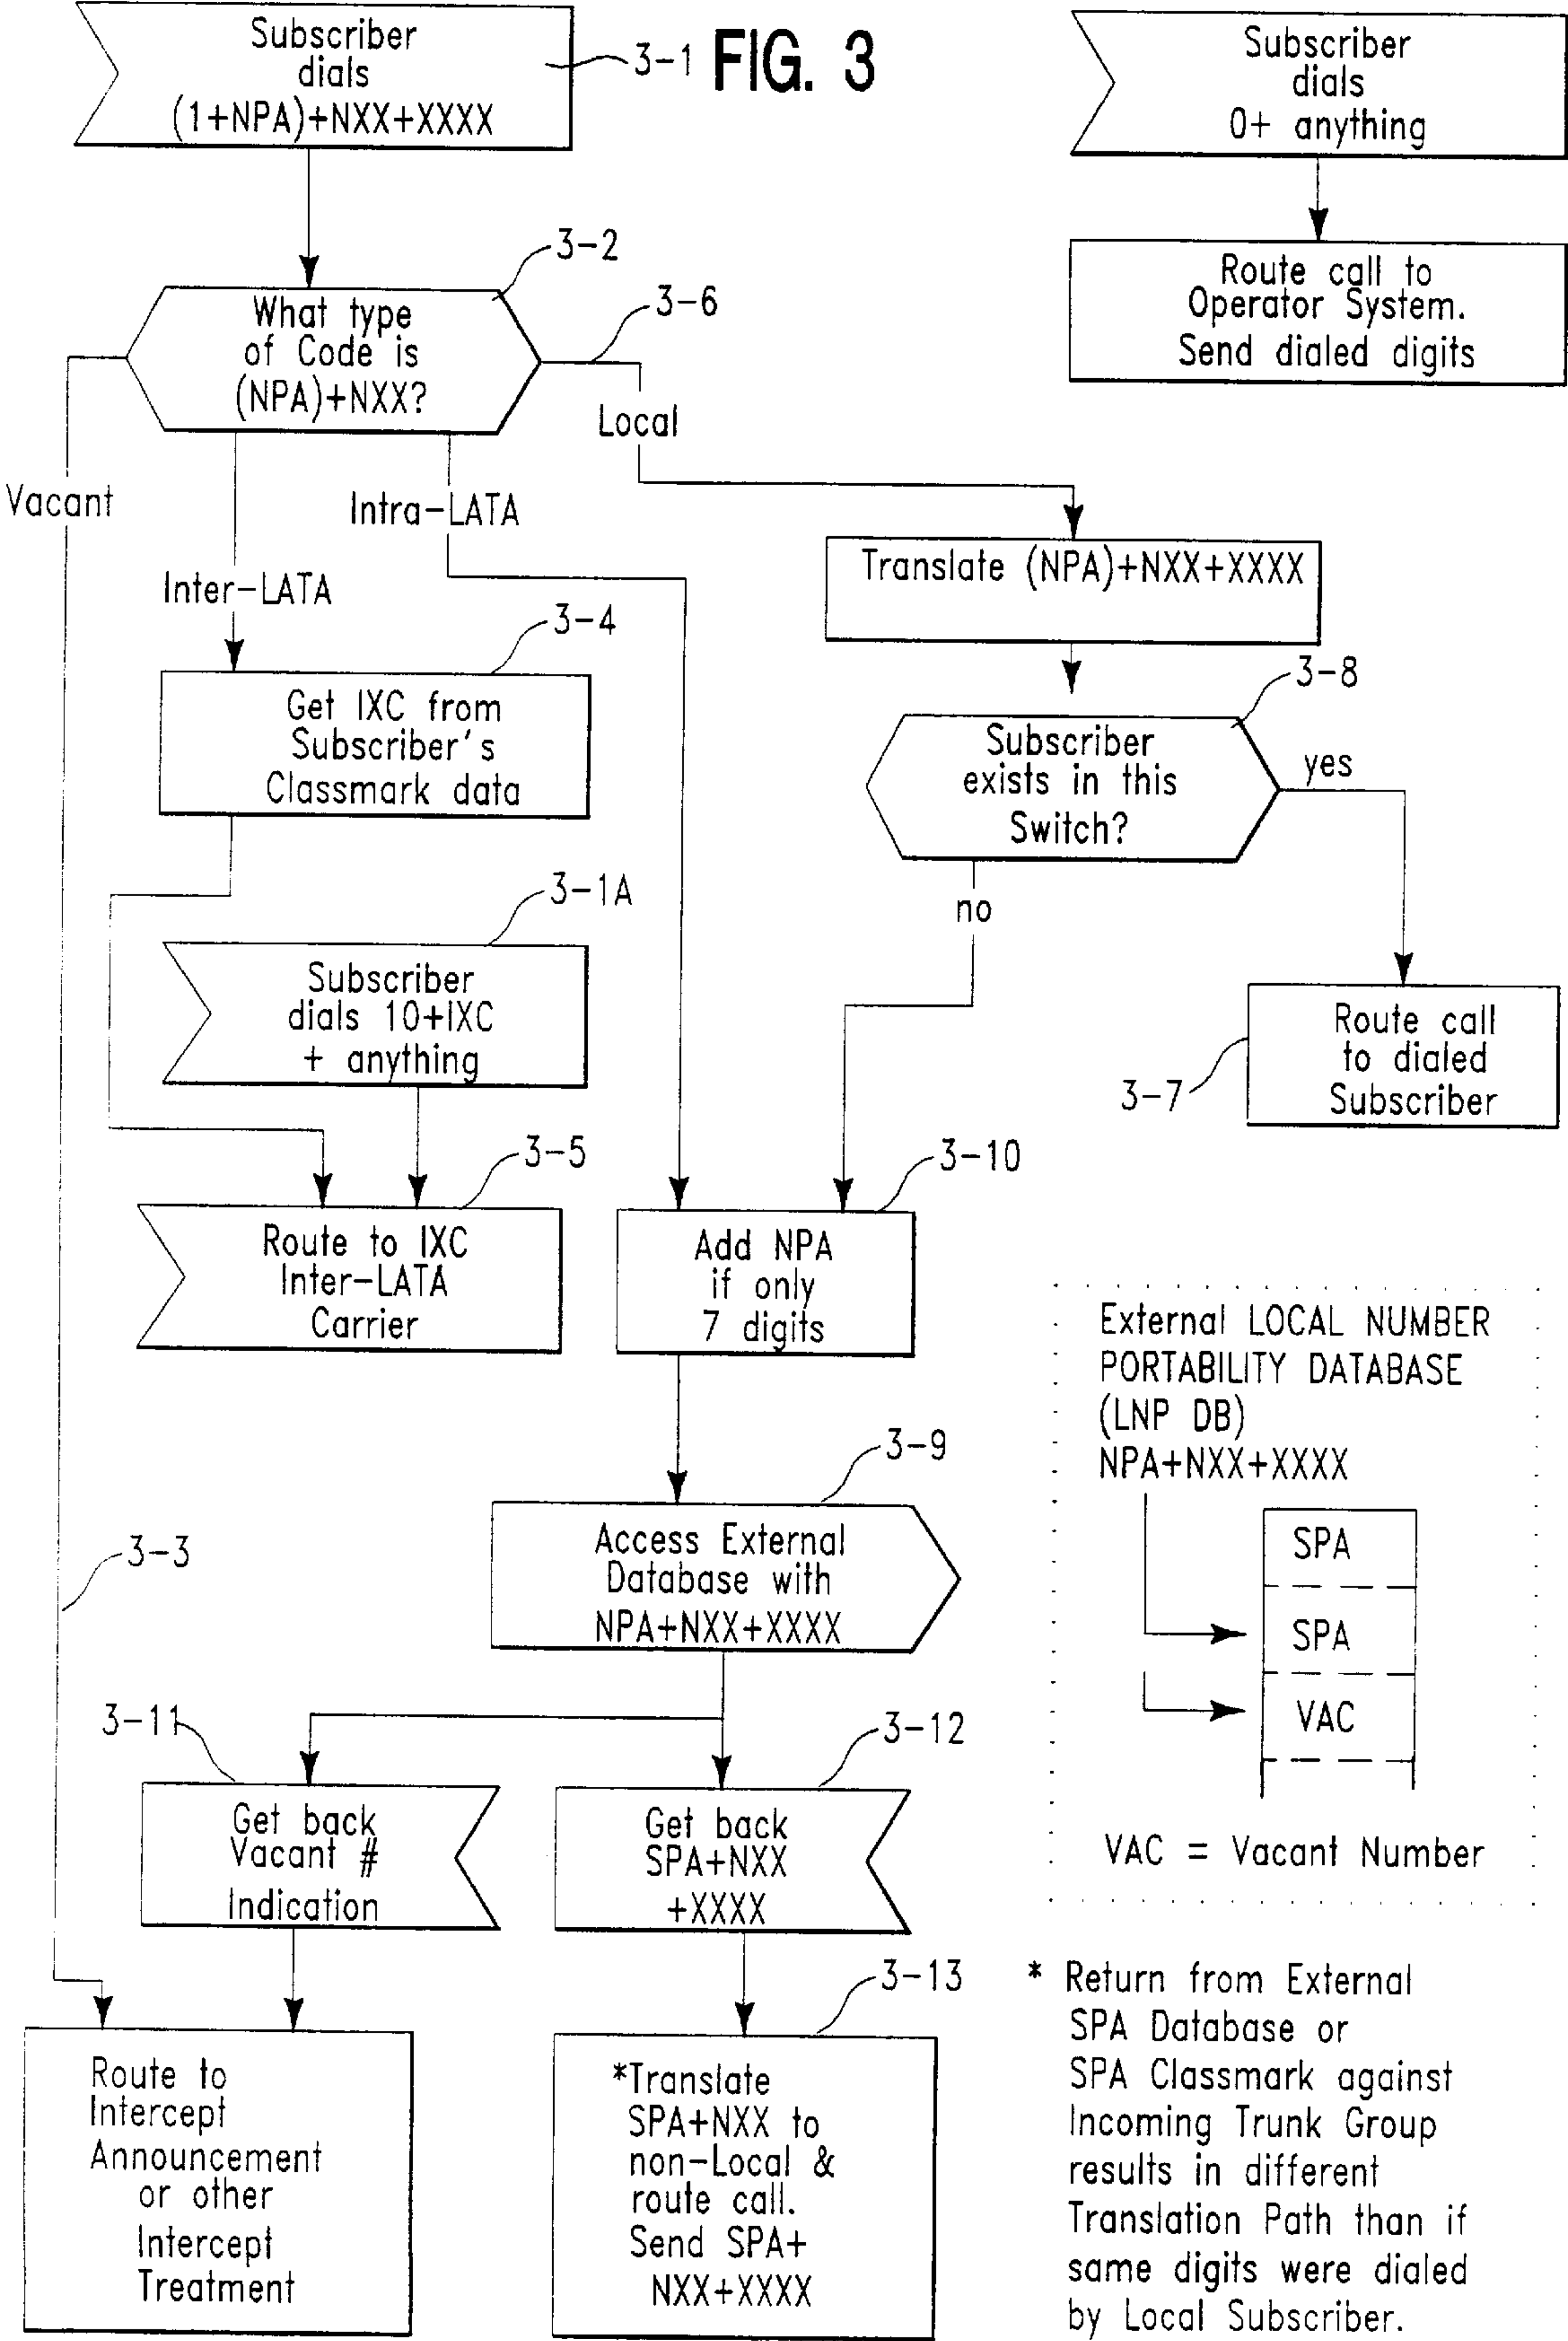 FIG. 3
Subscriber
dials
(1+NPA)+NXX+XXXX
3-1
Subscriber
dials
0+ anything
Route call to
Operator System.
Send dialed digits
3-2
What type
of Code is
(NPA)+NXX?
3-6
Local
Vacant
Intra-LATA
Inter-LATA
Translate (NPA)+NXX+XXXX
3-4
Get IXC from
Subscriber's
Classmark data
3-8
Subscriber
exists in this
Switch?
yes
no
3-1A
Subscriber
dials 10+IXC
+ anything
Route call
to dialed
Subscriber
3-7
3-5
Route to IXC
Inter-LATA
Carrier
3-10
Add NPA
if only
7 digits
External LOCAL NUMBER
PORTABILITY DATABASE
(LNP DB)
NPA+NXX+XXXX
SPA
SPA
VAC
VAC = Vacant Number
3-9
Access External
Database with
NPA+NXX+XXXX
3-3
3-11
Get back
Vacant #
Indication
3-12
Get back
SPA+NXX
+XXXX
3-13
Route to
Intercept
Announcement
or other
Intercept
Treatment
*Translate
SPA+NXX to
non-Local &
route call.
Send SPA+
NXX+XXXX
* Return from External
SPA Database or
SPA Classmark against
Incoming Trunk Group
results in different
Translation Path than if
same digits were dialed
by Local Subscriber.